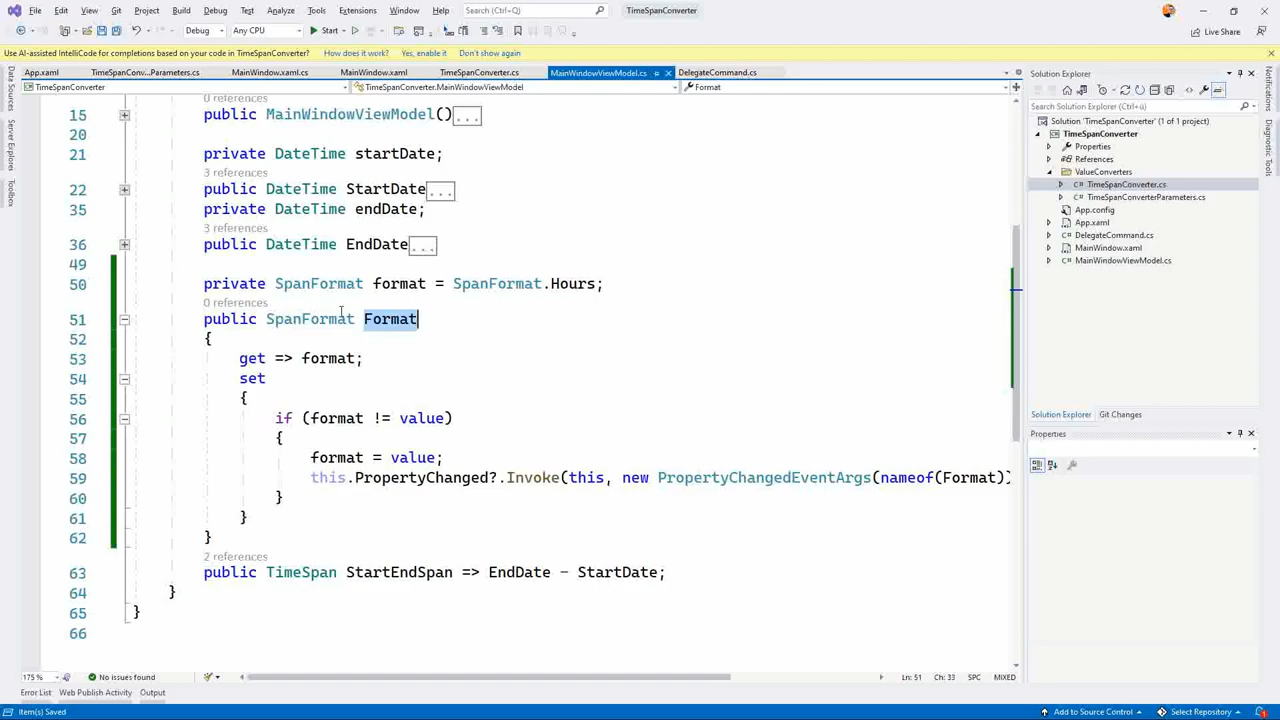 File Edit View Git Project Build Debug Test Analyze Tools Extensions Window Help Search (Ctrl+Q) TimeSpanConverter
Debug Any CPU Start Live Share
Use AI-assisted IntelliCode for completions based on your code in TimeSpanConverter! How does it work? Yes, enable it Don't show again
App.xaml TimeSpanConv...Parameters.cs MainWindow.xaml.cs MainWindow.xaml TimeSpanConverter.cs MainWindowViewModel.cs DelegateCommand.cs
TimeSpanConverter TimeSpanConverter.MainWindowViewModel Format
Data Sources
Server Explorer
Toolbox
0 references
15 public MainWindowViewModel()...
20
21 private DateTime startDate;
3 references
22 public DateTime StartDate...
35 private DateTime endDate;
3 references
36 public DateTime EndDate...
49
50 private SpanFormat format = SpanFormat.Hours;
0 references
51 public SpanFormat Format
52 {
53 get => format;
54 set
55 {
56 if (format != value)
57 {
58 format = value;
59 this.PropertyChanged?.Invoke(this, new PropertyChangedEventArgs(nameof(Format))
60 }
61 }
62 }
2 references
63 public TimeSpan StartEndSpan => EndDate - StartDate;
64 }
65 }
66
175 % No issues found Ln: 51 Ch: 33 SPC MIXED
Error List Web Publish Activity Output
Item(s) Saved Add to Source Control Select Repository
Solution Explorer
Search Solution Explorer (Ctrl+ù)
Solution 'TimeSpanConverter' (1 of 1 project)
TimeSpanConverter
Properties
References
ValueConverters
TimeSpanConverter.cs
TimeSpanConverterParameters.cs
App.config
App.xaml
DelegateCommand.cs
MainWindow.xaml
MainWindowViewModel.cs
Solution Explorer Git Changes
Properties
Notifications
Diagnostic Tools